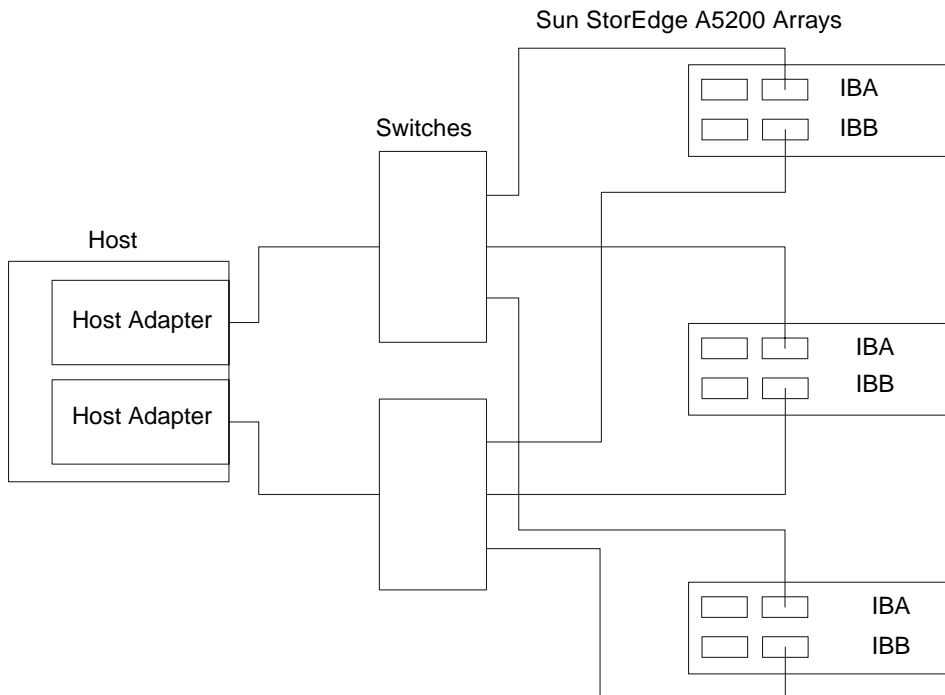 Sun StorEdge A5200 Arrays
IBA
IBB
Switches
Host
Host Adapter
Host Adapter
IBA
IBB
IBA
IBB